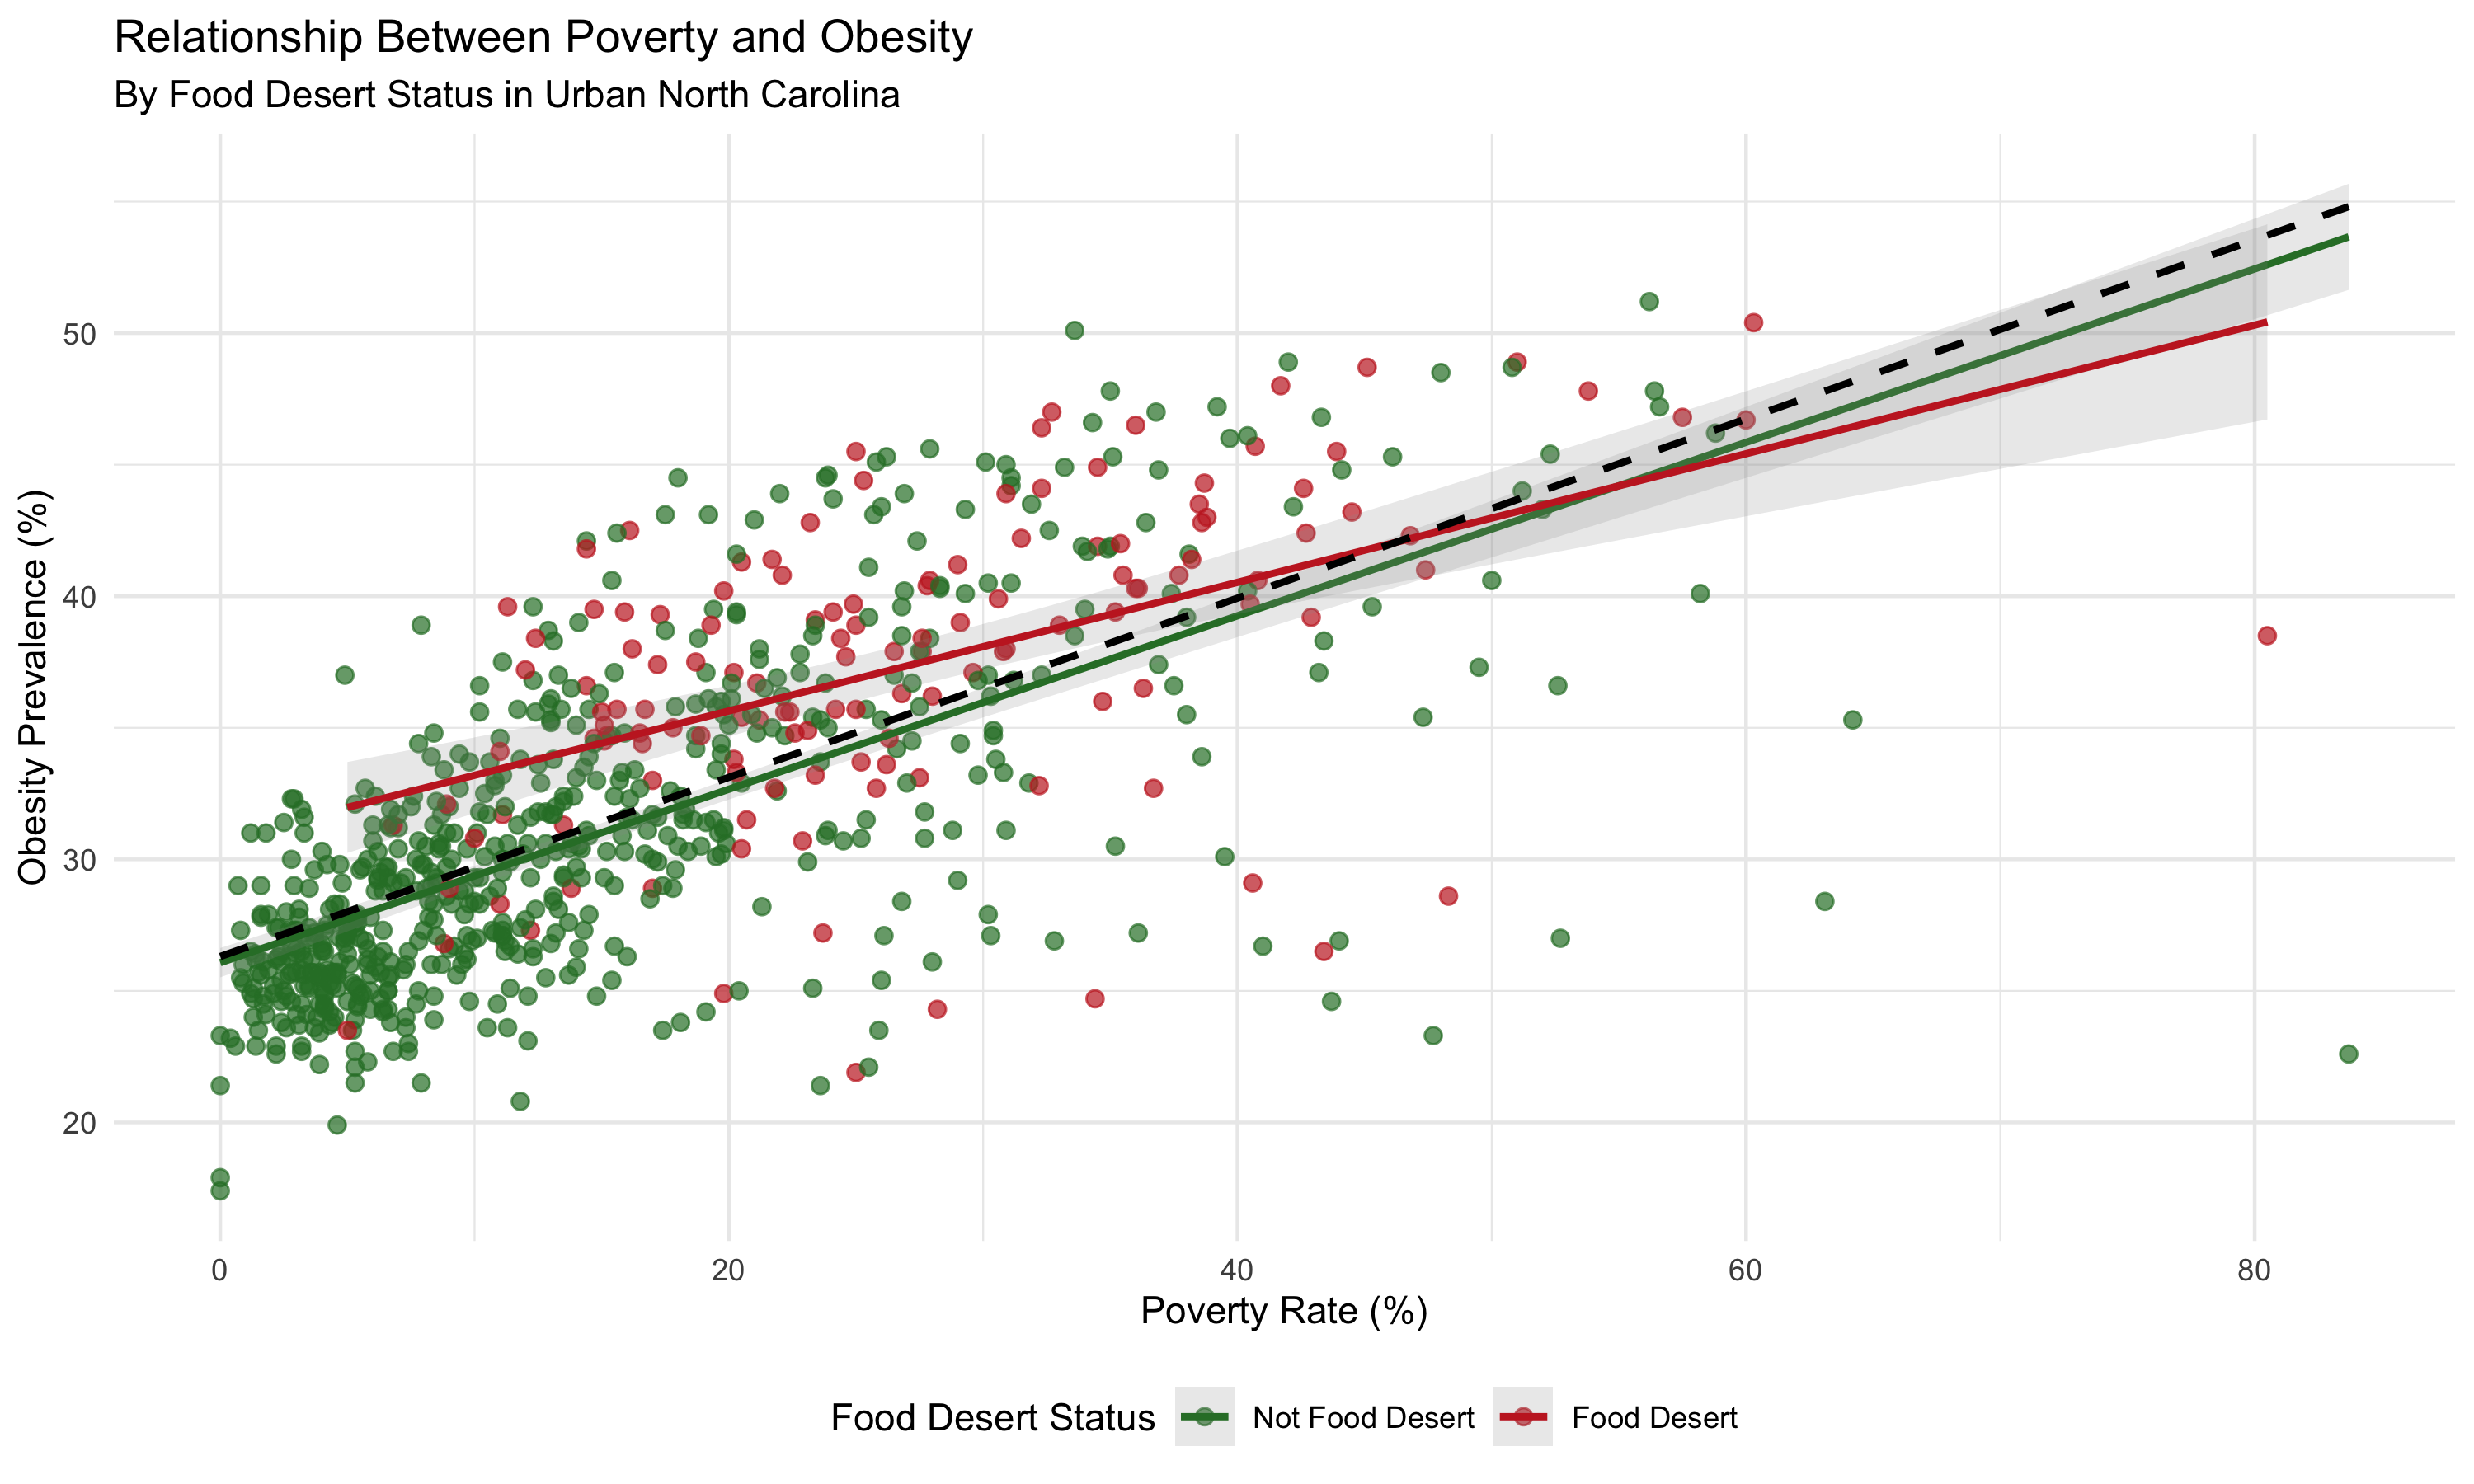 Relationship Between Poverty and Obesity
By Food Desert Status in Urban North Carolina
Obesity Prevalence (%)
50
40
30
20
0 20 40 60 80
Poverty Rate (%)
Food Desert Status Not Food Desert Food Desert